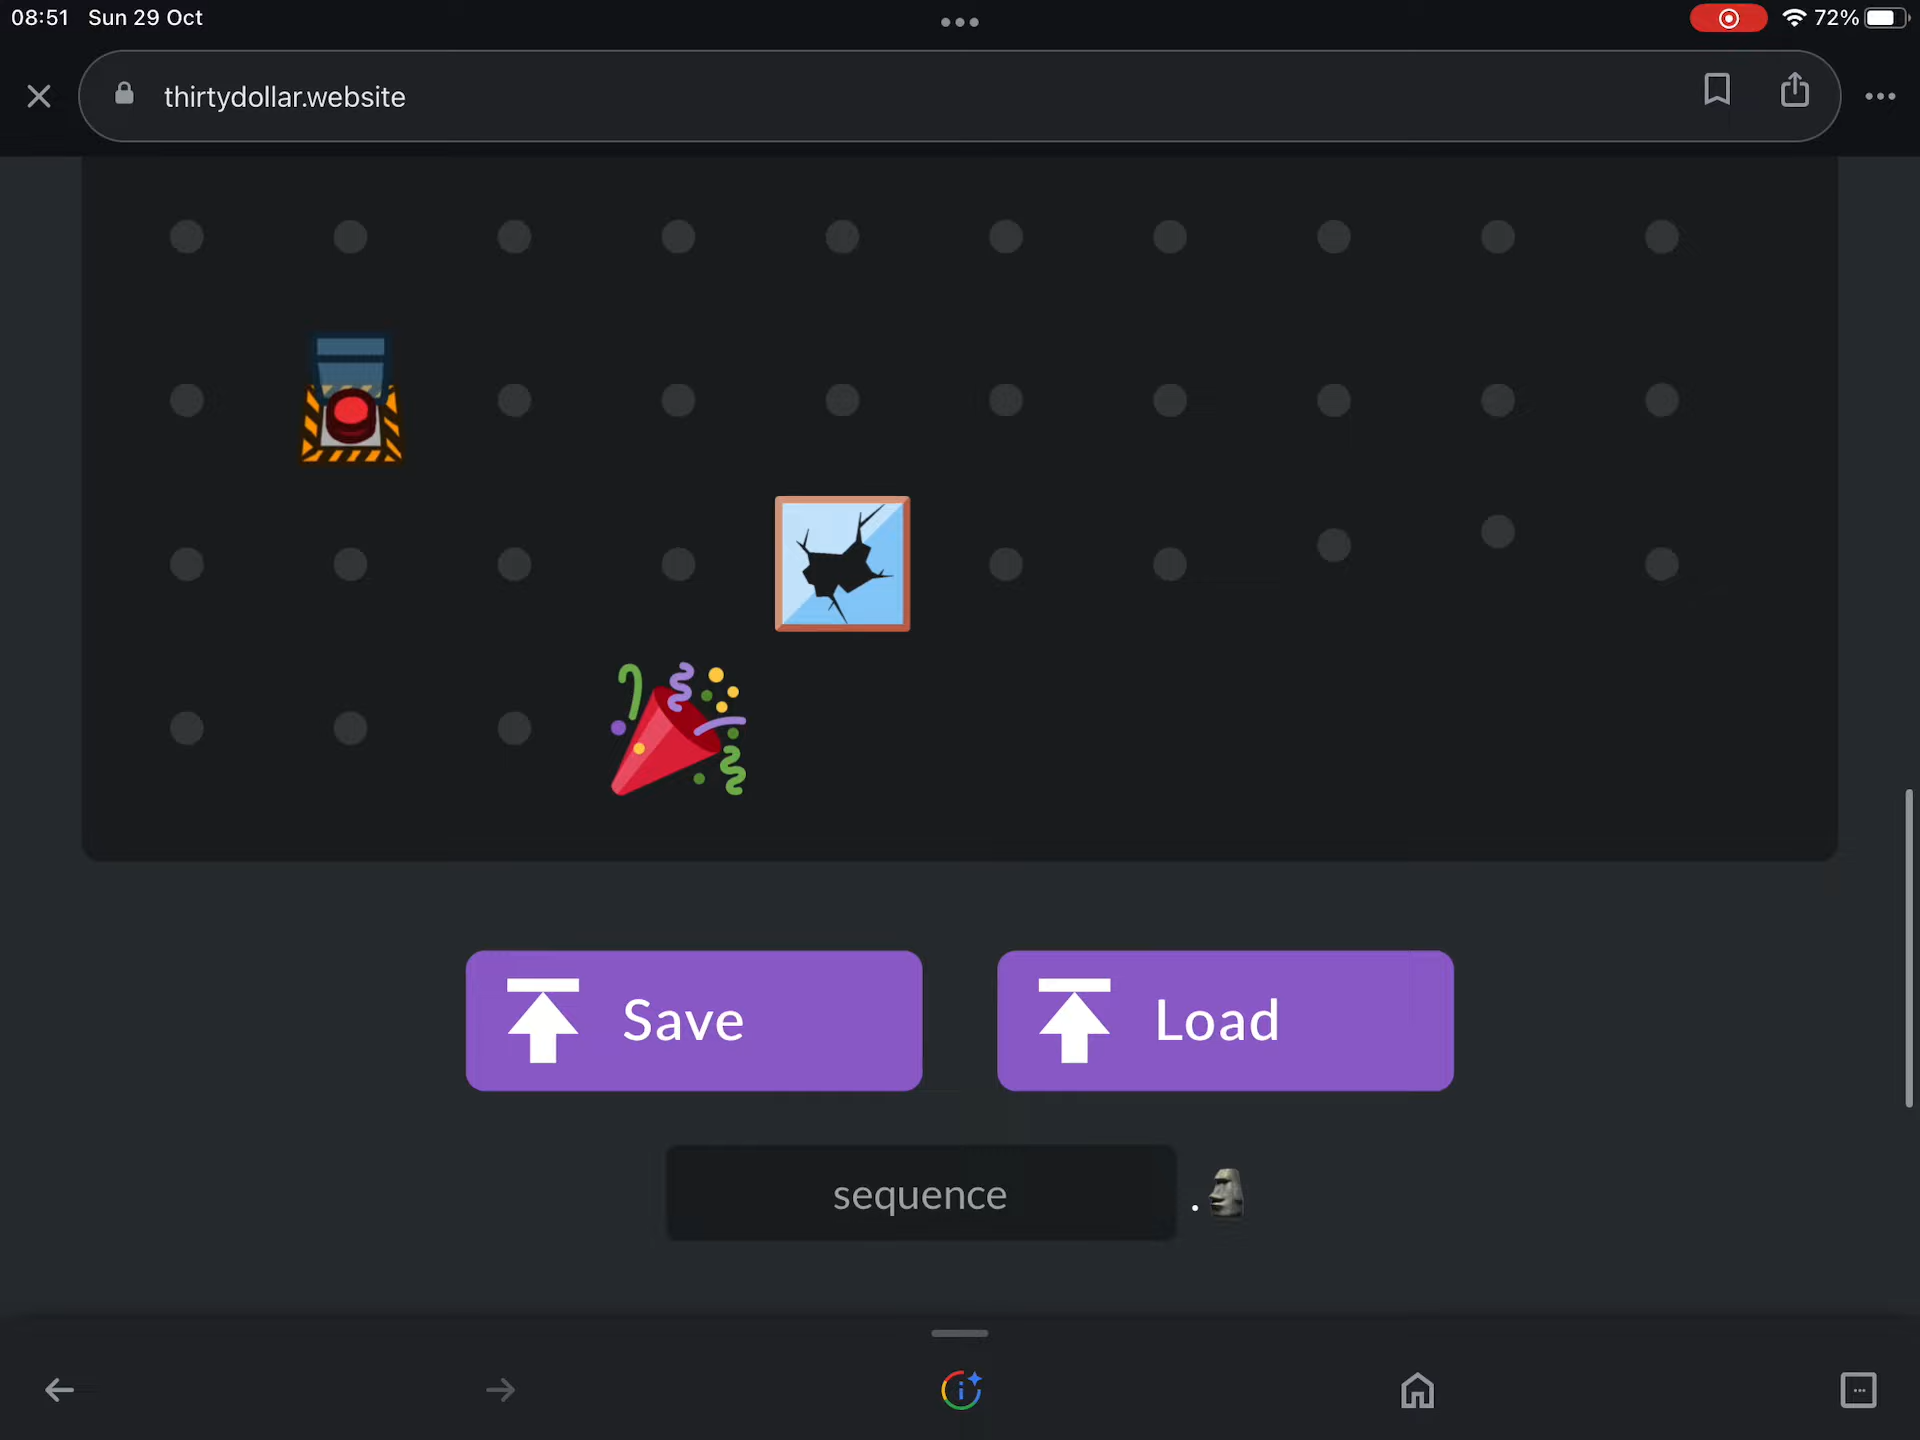 08:51 Sun 29 Oct
72%
thirtydollar.website
Save
Load
sequence
.